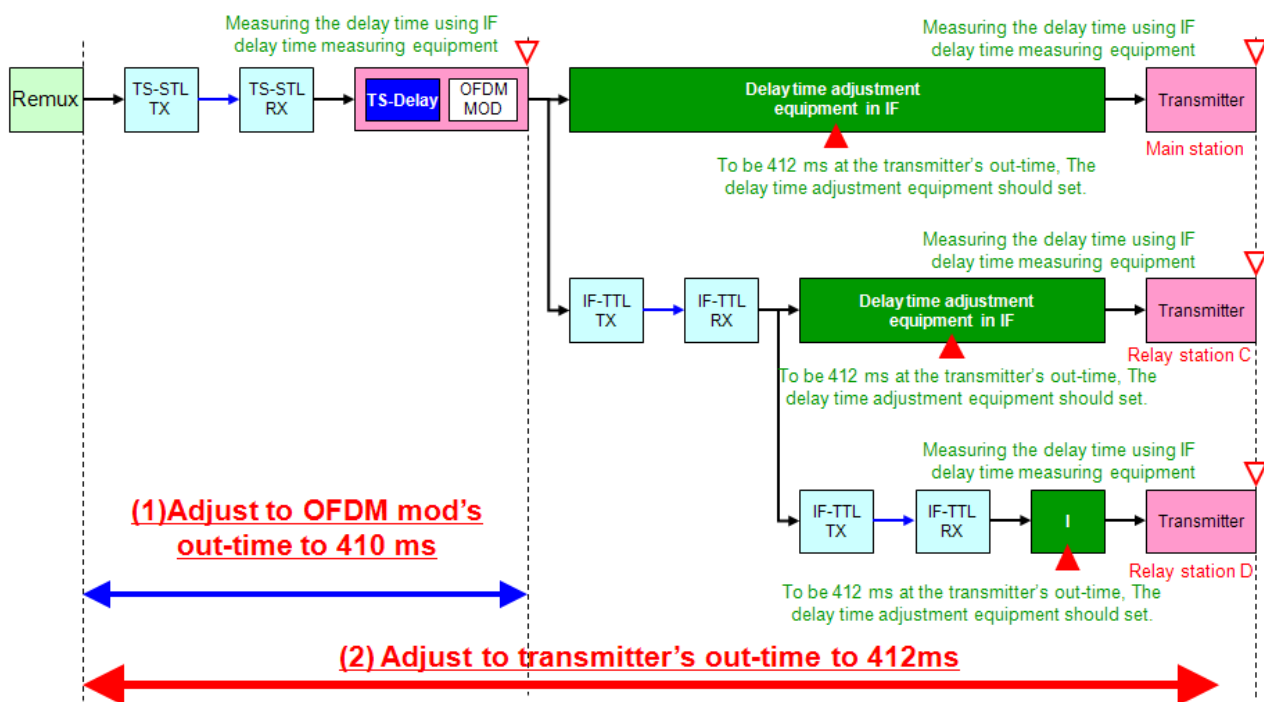 Measuring the delay time using IF
delay time measuring equipment
Measuring the delay time using IF
delay time measuring equipment
Remux
TS-STL
TX
TS-STL
RX
TS-Delay
OFDM
MOD
Delay time adjustment
equipment in IF
Transmitter
Main station
To be 412 ms at the transmitter's out-time, The
delay time adjustment equipment should set.
Measuring the delay time using IF
delay time measuring equipment
IF-TTL
TX
IF-TTL
RX
Delay time adjustment
equipment in IF
Transmitter
Relay station C
To be 412 ms at the transmitter's out-time, The
delay time adjustment equipment should set.
Measuring the delay time using IF
delay time measuring equipment
IF-TTL
TX
IF-TTL
RX
I
Transmitter
Relay station D
To be 412 ms at the transmitter's out-time, The
delay time adjustment equipment should set.
(1)Adjust to OFDM mod's
out-time to 410 ms
(2) Adjust to transmitter's out-time to 412ms